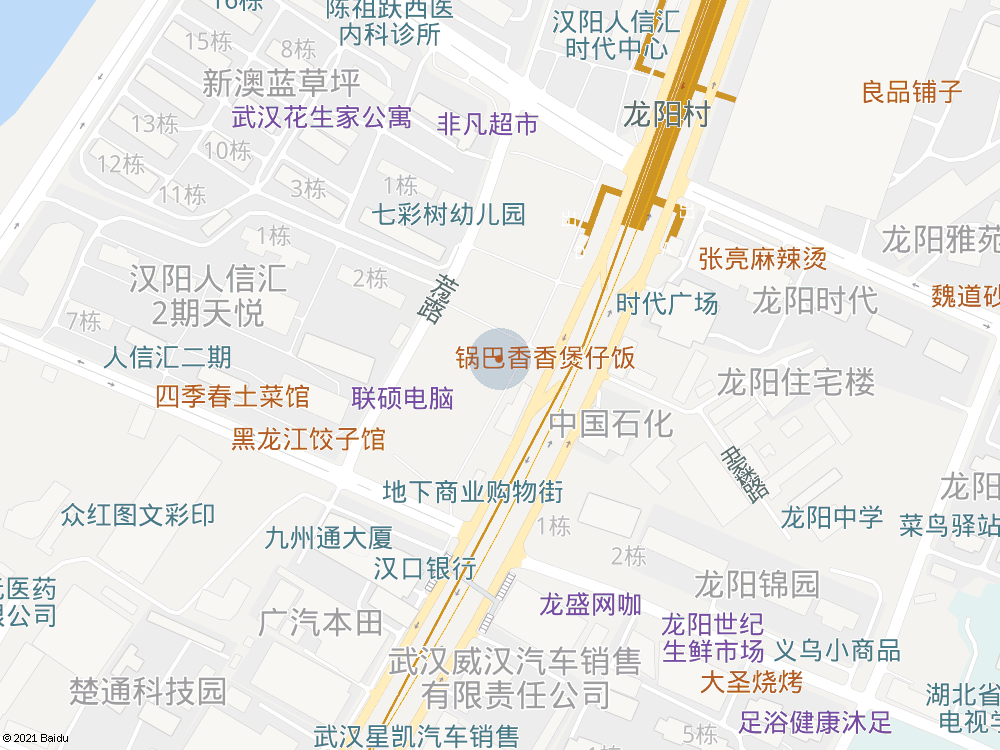 16栋
陈祖跃西医
内科诊所
汉阳人信汇
时代中心
15栋
8栋
新澳蓝草坪
良品铺子
武汉花生家公寓
非凡超市
龙阳村
13栋
10栋
12栋
3栋
1栋
11栋
七彩树幼儿园
1栋
龙阳雅苑
张亮麻辣烫
汉阳人信汇
2期天悦
2栋
芳路
时代广场
龙阳时代
魏道砂
7栋
人信汇二期
锅巴香香煲仔饭
四季春土菜馆
联硕电脑
龙阳住宅楼
黑龙江饺子馆
中国石化
地下商业购物街
龙阳
众红图文彩印
九州通大厦
1栋
龙阳中学
菜鸟驿站
汉口银行
2栋
元医药
限公司
龙阳锦园
广汽本田
龙盛网咖
龙阳世纪
生鲜市场
义乌小商品
武汉威汉汽车销售
有限责任公司
大圣烧烤
楚通科技园
湖北省
电视学
足浴健康沐足
武汉星凯汽车销售
5栋
© 2021 Baidu